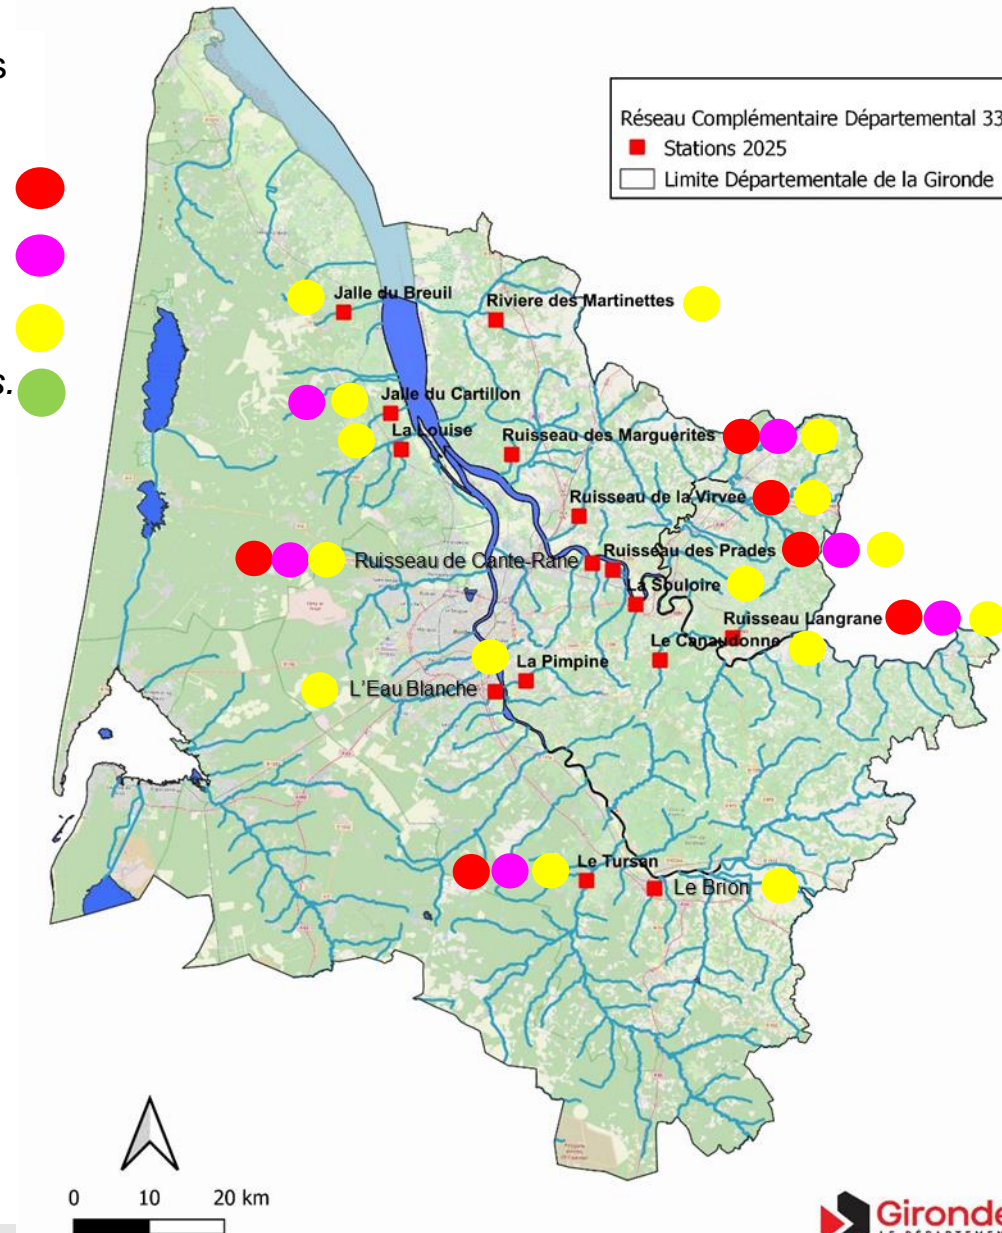 s
s.
Réseau Complémentaire Départemental 33
Stations 2025
Limite Départementale de la Gironde
Jalle du Breuil
Riviere des Martinettes
Jalle du Cartillon
La Louise
Ruisseau des Marguerites
Ruisseau de la Virvee
Ruisseau de Cante-Rane
Ruisseau des Prades
La Souloire
Ruisseau Langrane
Le Canaudonne
La Pimpine
L'Eau Blanche
Le Tursan
Le Brion
0 10 20 km
Gironde